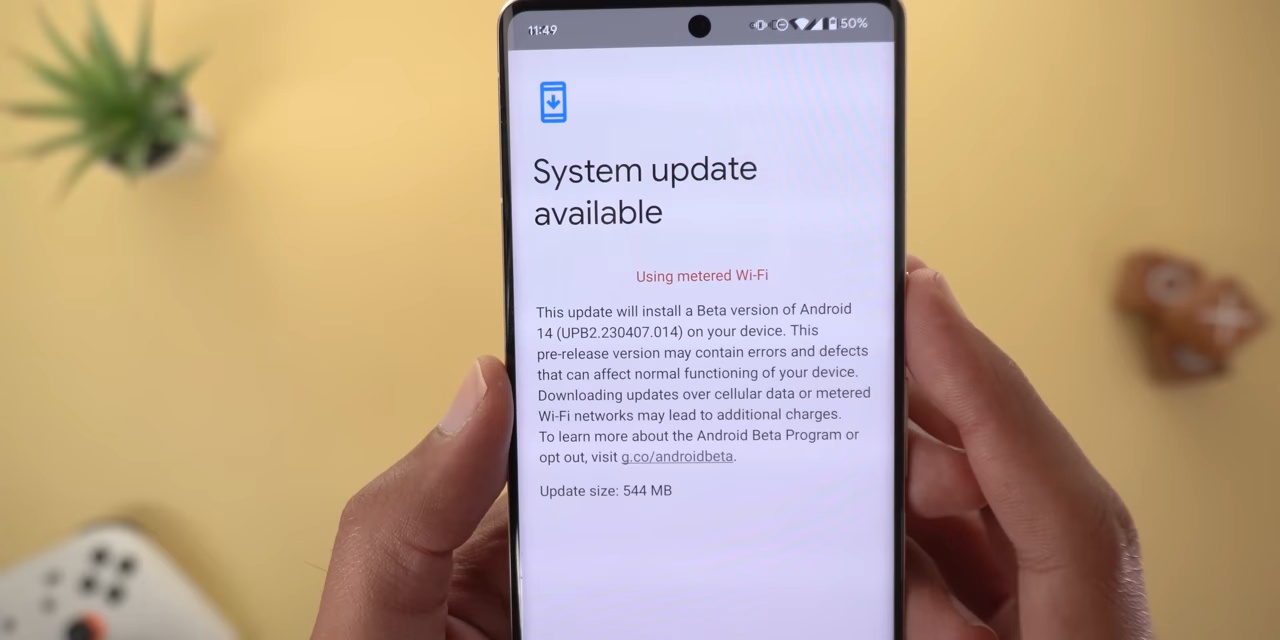 11:49
50%
System update
available
Using metered Wi-Fi
This update will install a Beta version of Android
14 (UPB2.230407.014) on your device. This
pre-release version may contain errors and defects
that can affect normal functioning of your device.
Downloading updates over cellular data or metered
Wi-Fi networks may lead to additional charges.
To learn more about the Android Beta Program or
opt out, visit g.co/androidbeta.
Update size: 544 MB